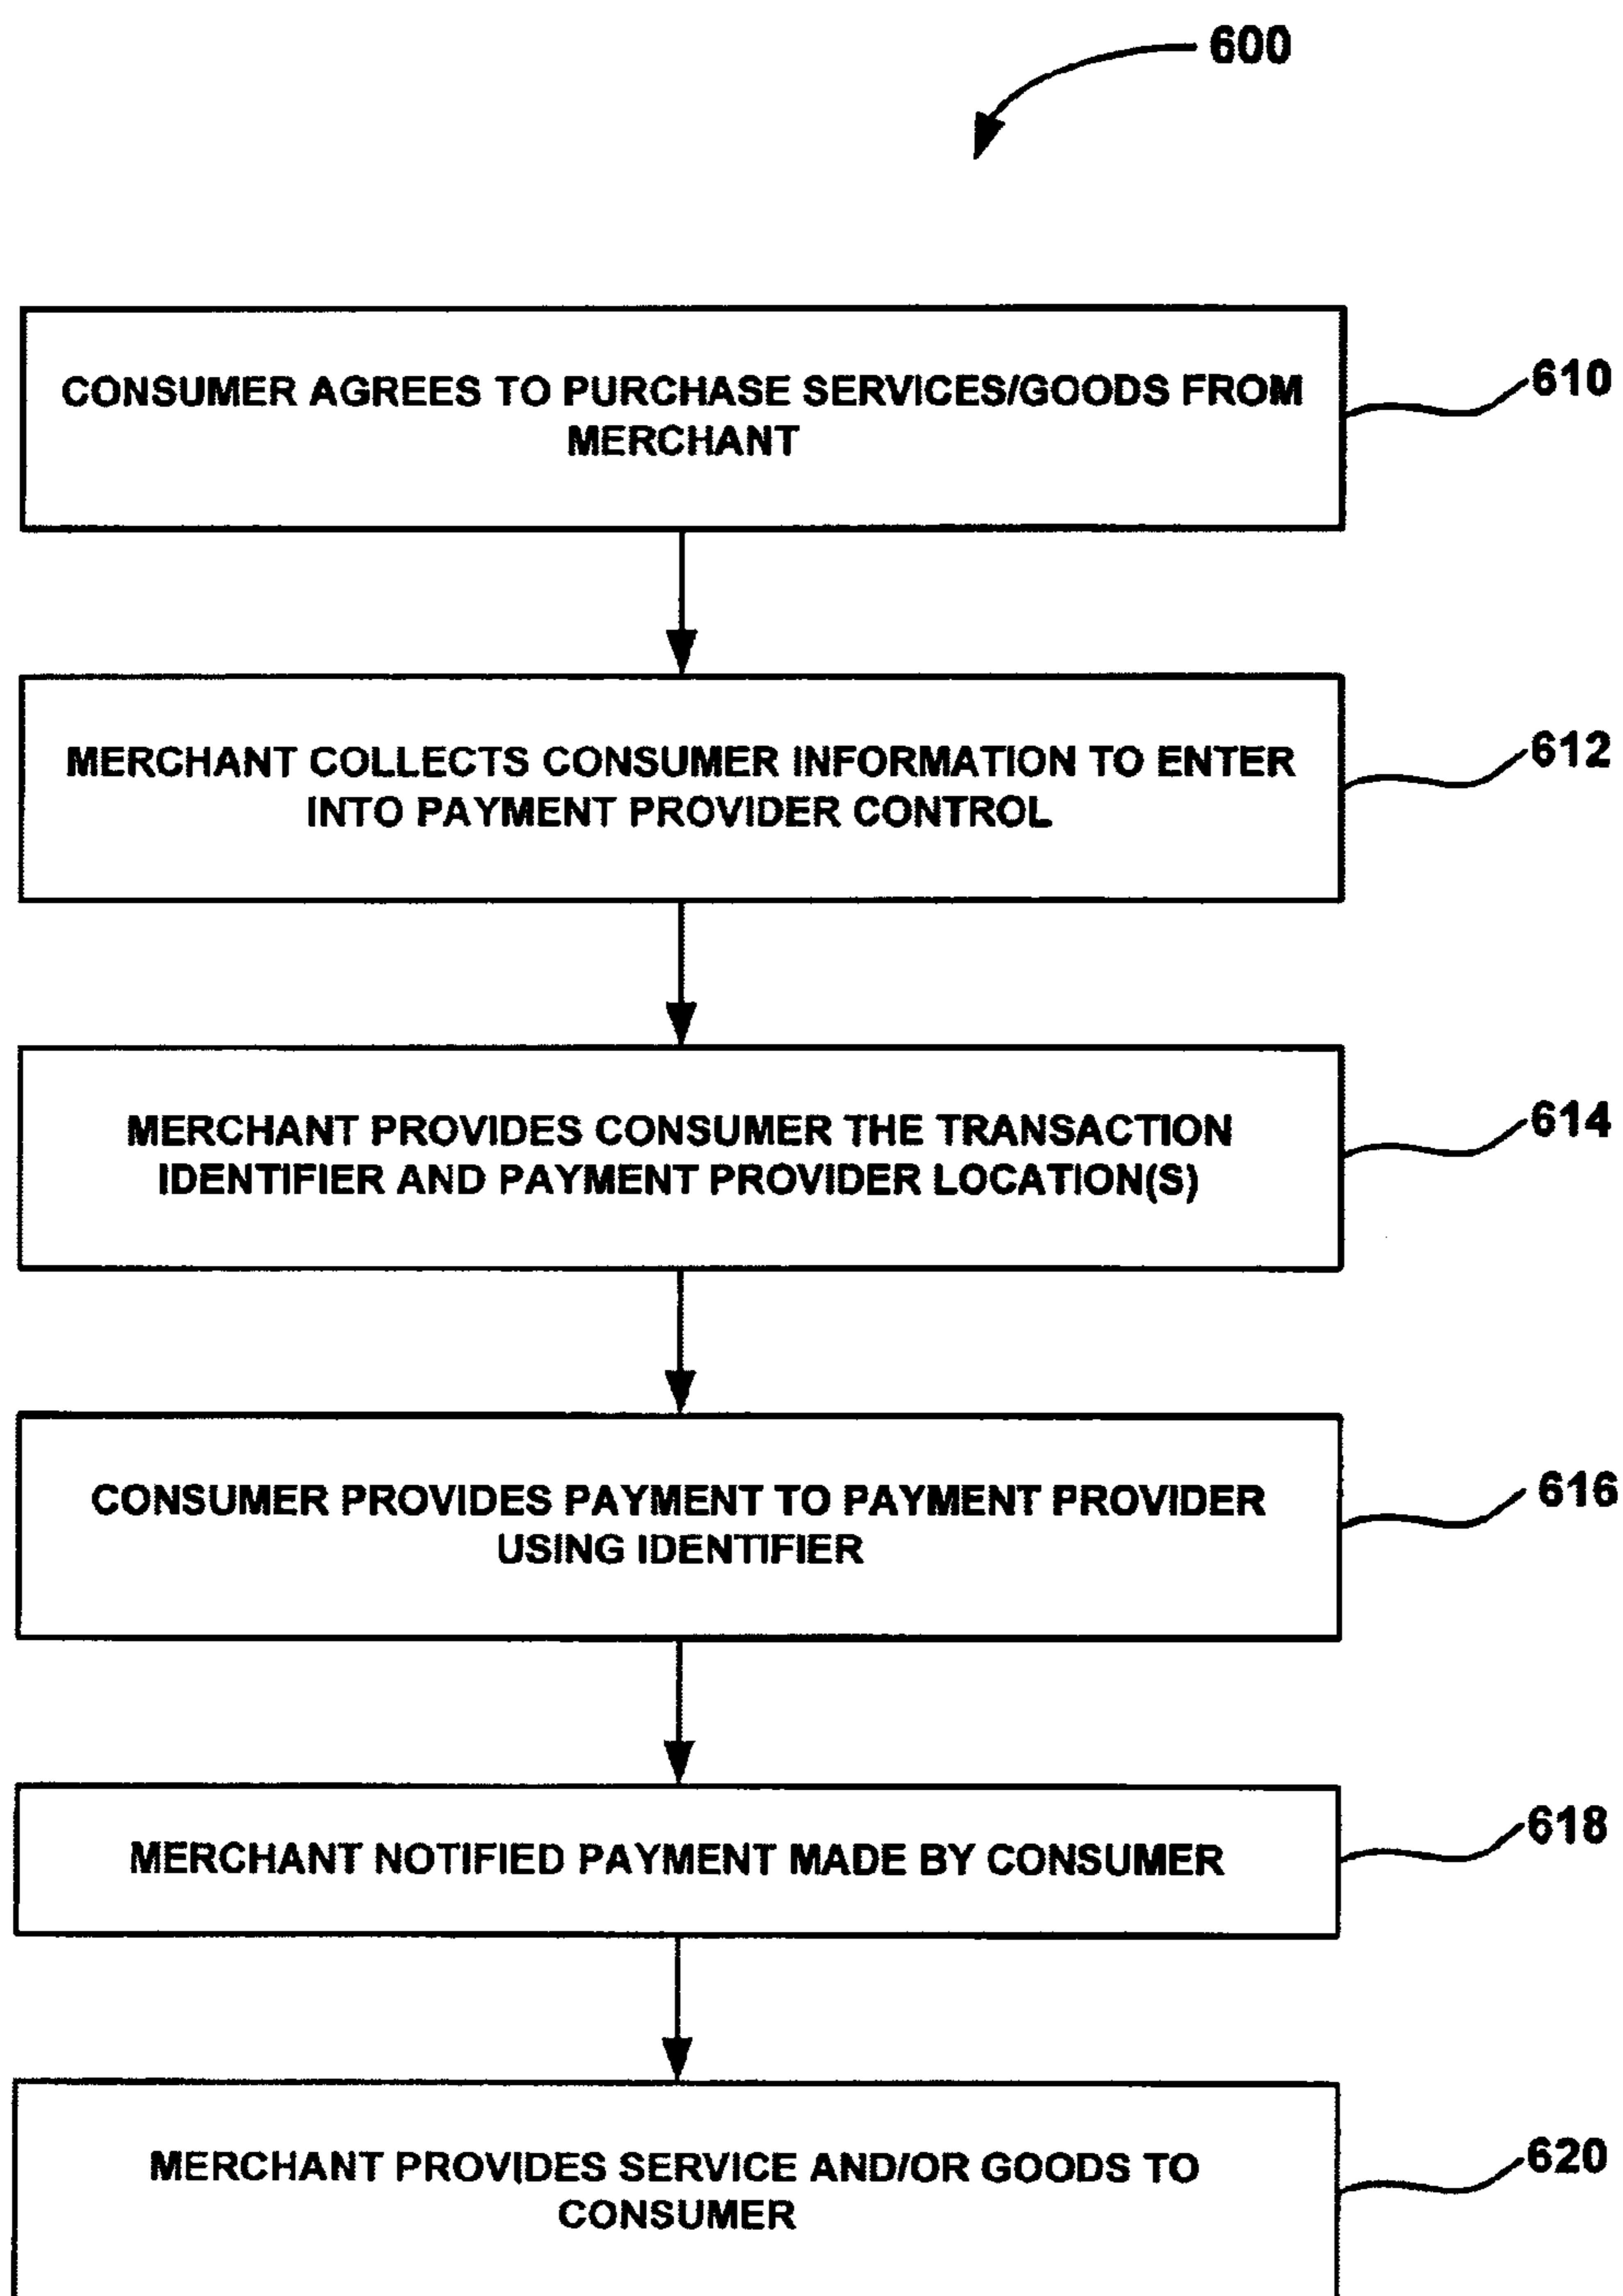 600
CONSUMER AGREES TO PURCHASE SERVICES/GOODS FROM
MERCHANT
610
MERCHANT COLLECTS CONSUMER INFORMATION TO ENTER
INTO PAYMENT PROVIDER CONTROL
612
MERCHANT PROVIDES CONSUMER THE TRANSACTION
IDENTIFIER AND PAYMENT PROVIDER LOCATION(S)
614
CONSUMER PROVIDES PAYMENT TO PAYMENT PROVIDER
USING IDENTIFIER
616
MERCHANT NOTIFIED PAYMENT MADE BY CONSUMER
618
MERCHANT PROVIDES SERVICE AND/OR GOODS TO
CONSUMER
620